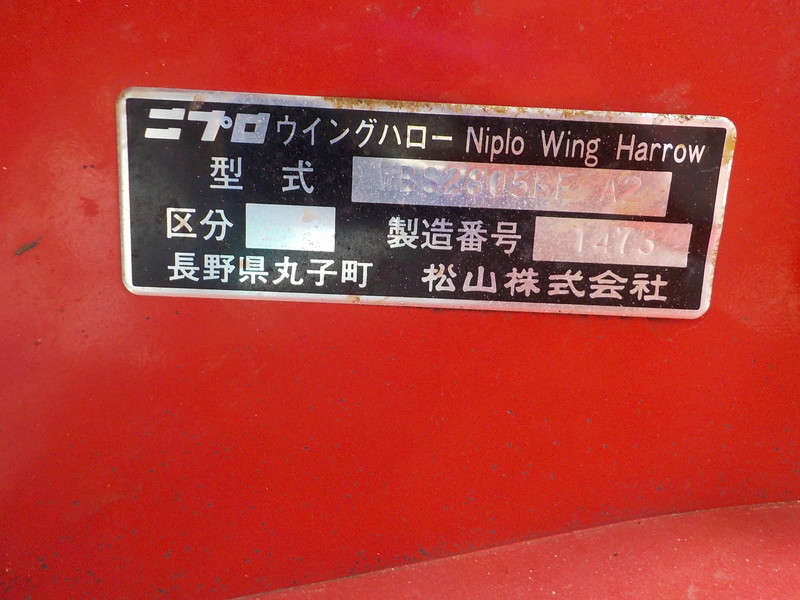 ニプロ ウイングハロー Niplo Wing Harrow
型式
区分 製造番号 1473
長野県丸子町 松山株式会社